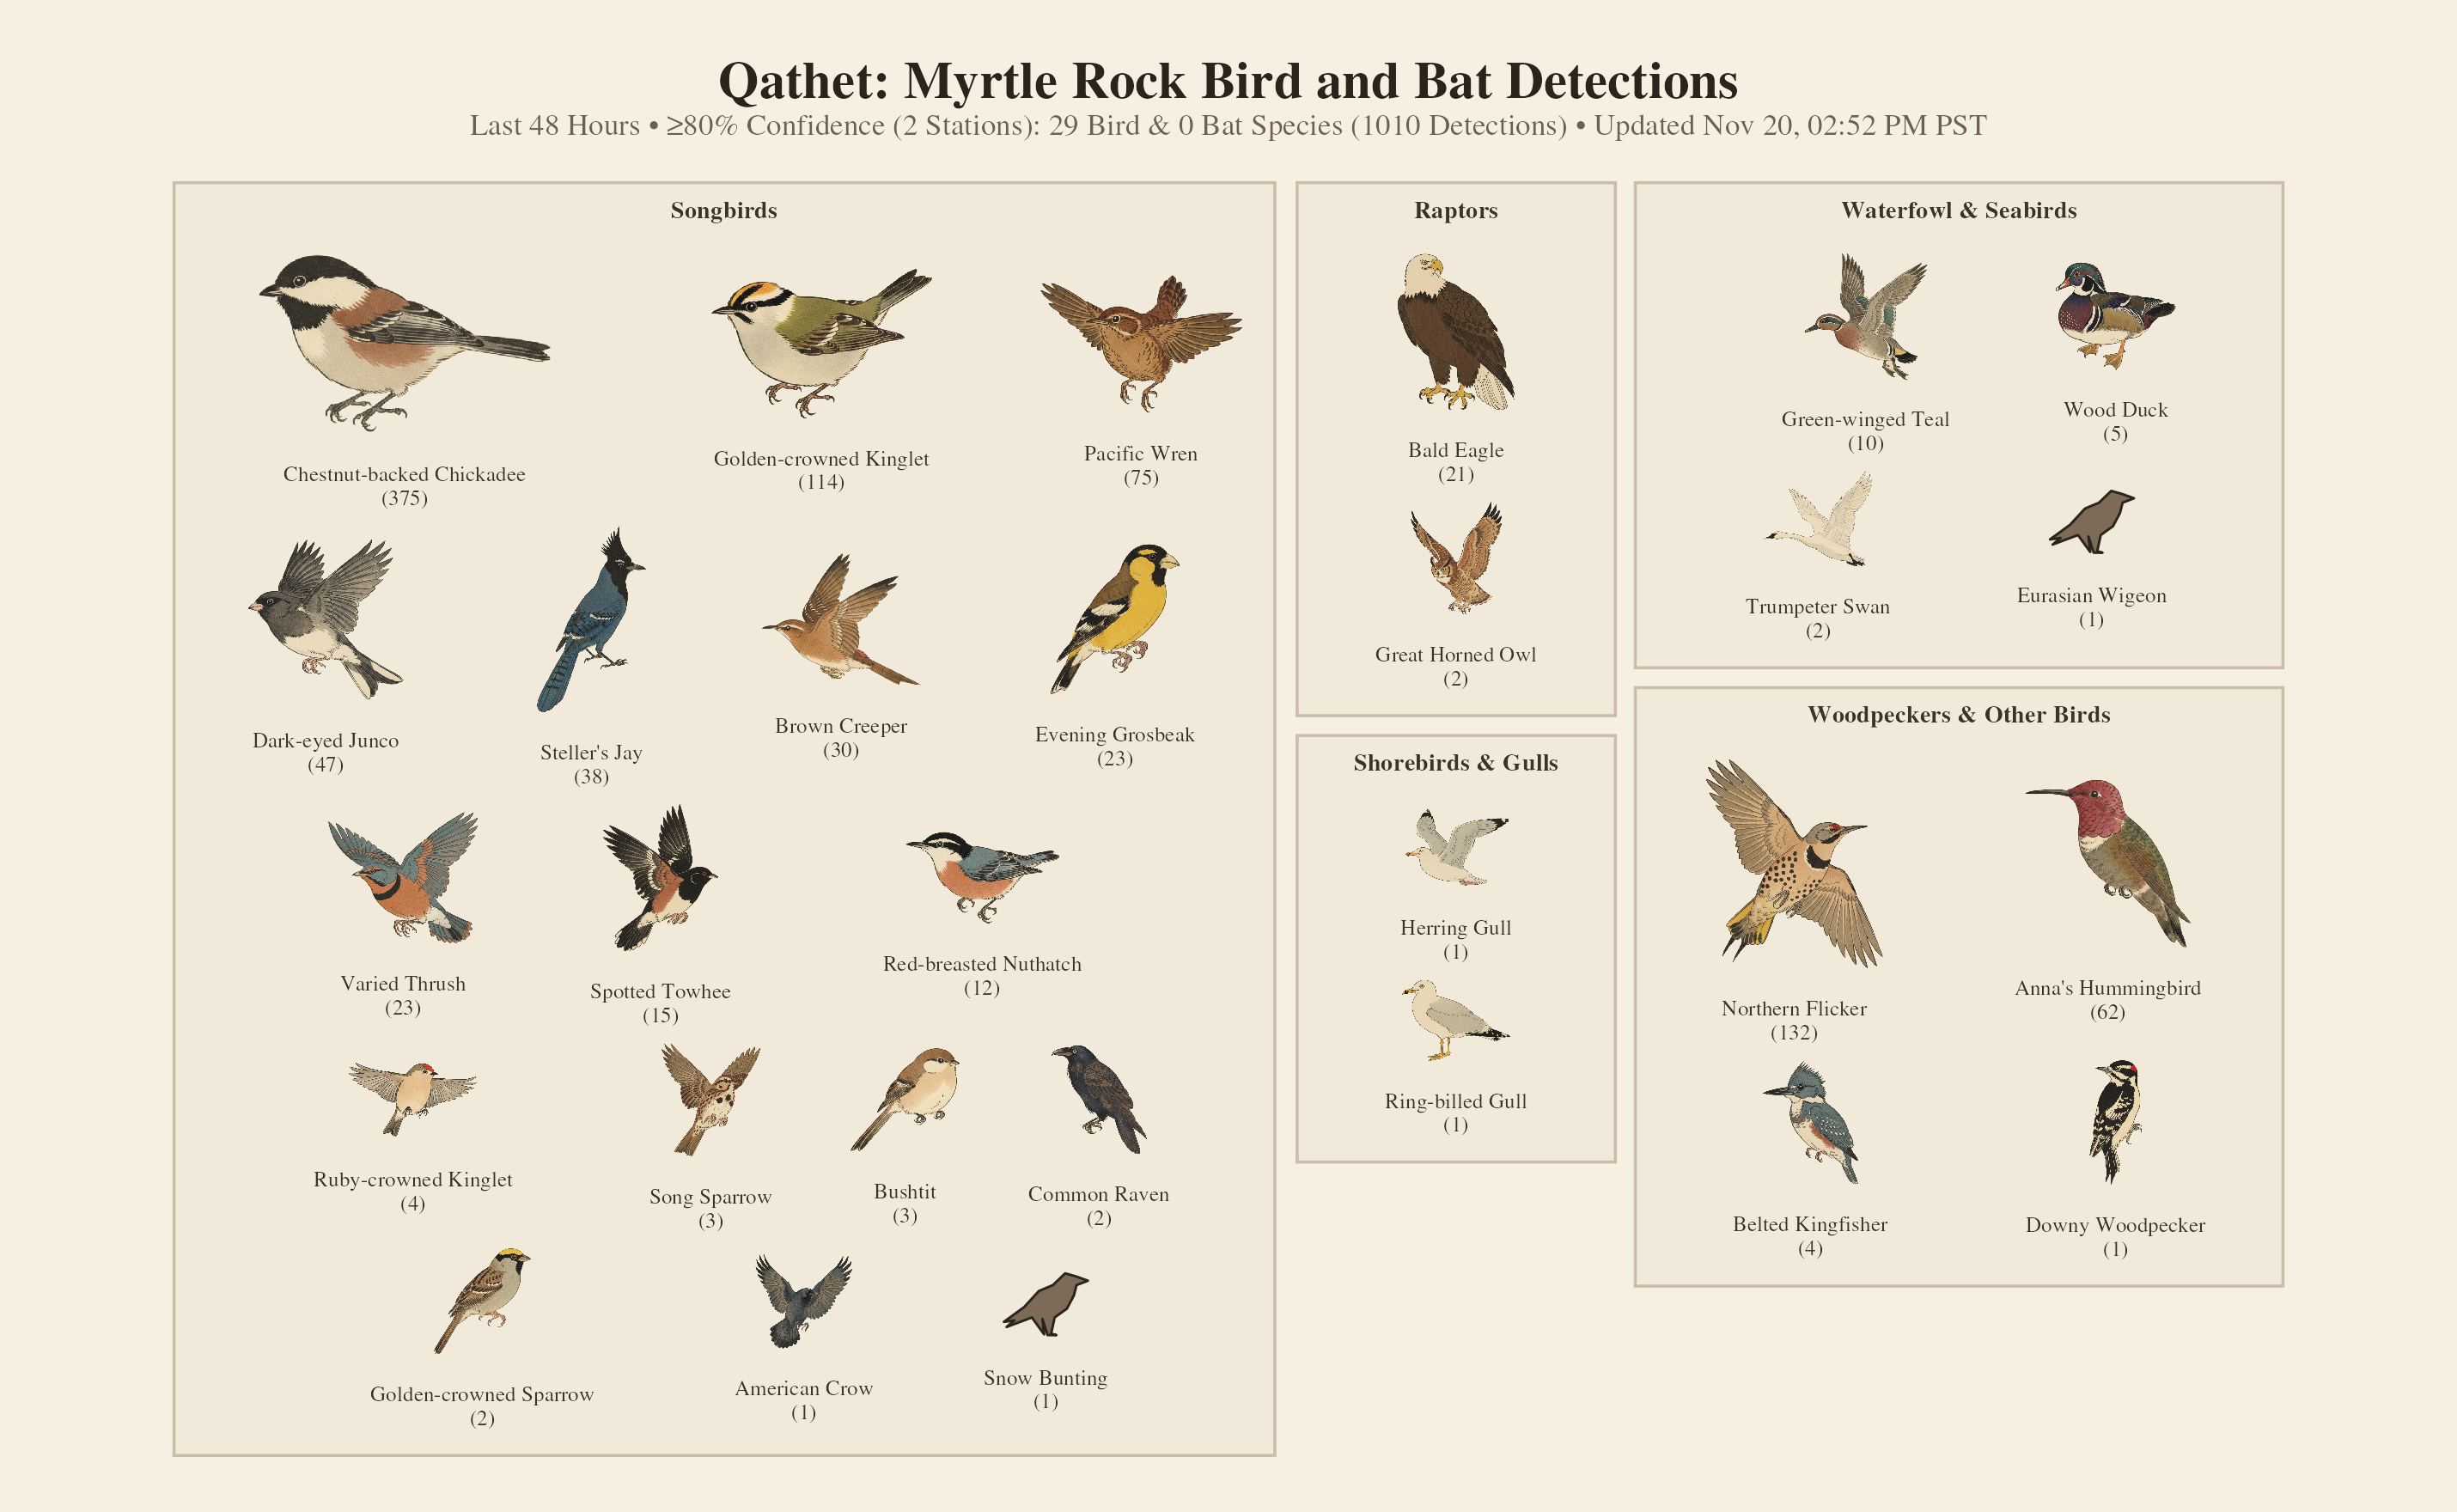 Qathet: Myrtle Rock Bird and Bat Detections
Last 48 Hours • ≥80% Confidence (2 Stations): 29 Bird & 0 Bat Species (1010 Detections) • Updated Nov 20, 02:52 PM PST
Songbirds
Chestnut-backed Chickadee
(375)
Golden-crowned Kinglet
(114)
Pacific Wren
(75)
Dark-eyed Junco
(47)
Steller's Jay
(38)
Brown Creeper
(30)
Evening Grosbeak
(23)
Varied Thrush
(23)
Spotted Towhee
(15)
Red-breasted Nuthatch
(12)
Ruby-crowned Kinglet
(4)
Song Sparrow
(3)
Bushtit
(3)
Common Raven
(2)
Golden-crowned Sparrow
(2)
American Crow
(1)
Snow Bunting
(1)
Raptors
Bald Eagle
(21)
Great Horned Owl
(2)
Shorebirds & Gulls
Herring Gull
(1)
Ring-billed Gull
(1)
Waterfowl & Seabirds
Green-winged Teal
(10)
Wood Duck
(5)
Trumpeter Swan
(2)
Eurasian Wigeon
(1)
Woodpeckers & Other Birds
Northern Flicker
(132)
Anna's Hummingbird
(62)
Belted Kingfisher
(4)
Downy Woodpecker
(1)